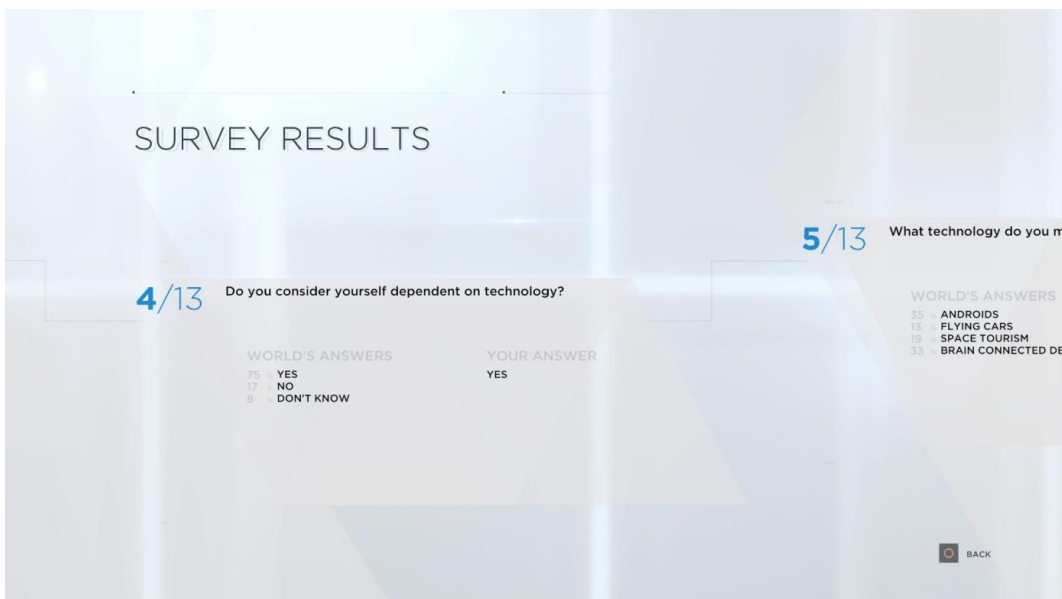 SURVEY RESULTS
4/13 Do you consider yourself dependent on technology?
WORLD'S ANSWERS YOUR ANSWER
75 % YES YES
17 % NO
8 % DON'T KNOW
5/13 What technology do you m
WORLD'S ANSWERS
35 % ANDROIDS
13 % FLYING CARS
19 % SPACE TOURISM
33 % BRAIN CONNECTED DE
BACK